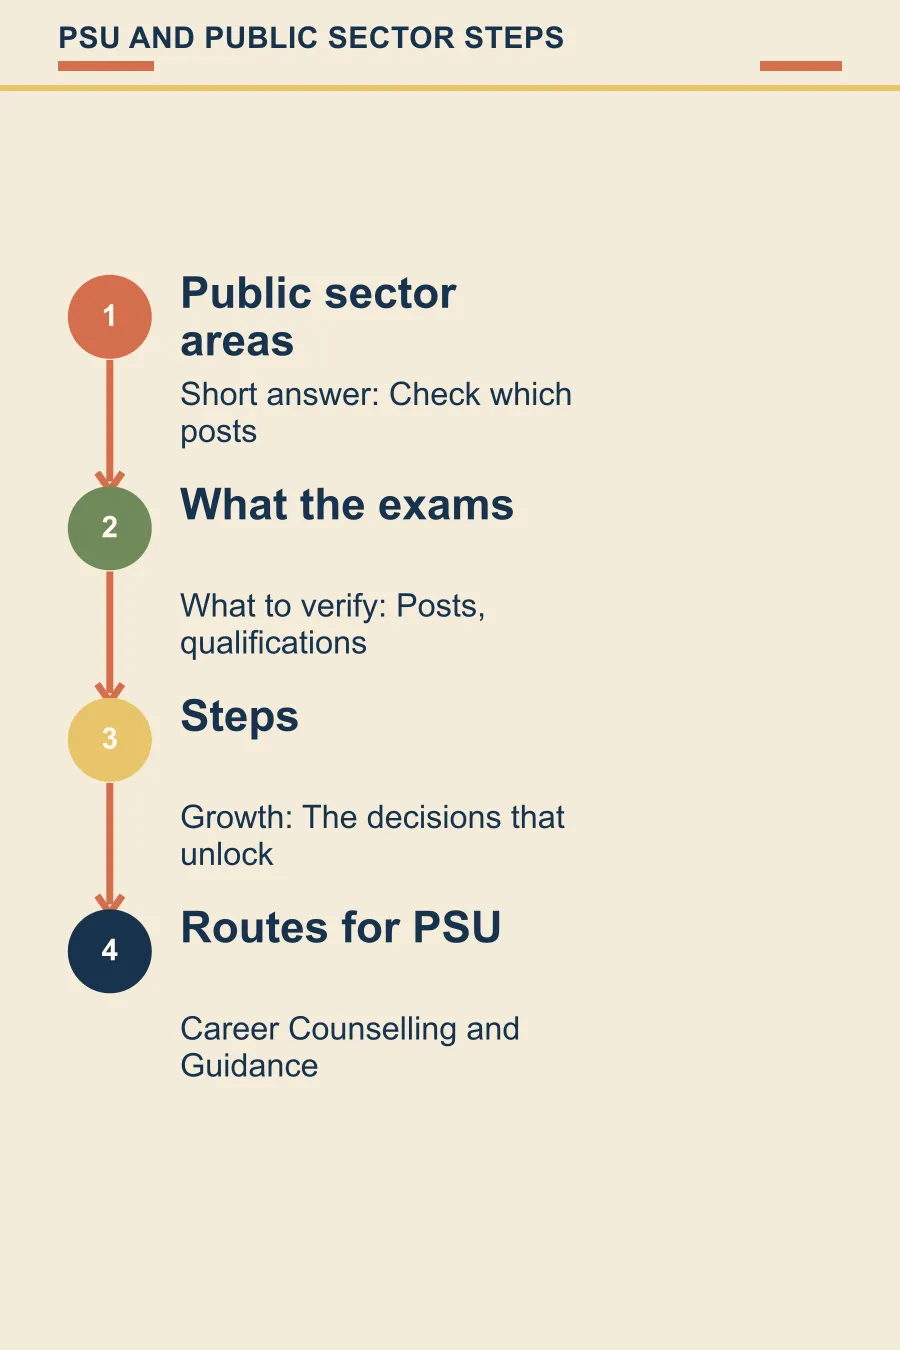 PSU AND PUBLIC SECTOR STEPS
1
Public sector
areas
Short answer: Check which
posts
2
What the exams
What to verify: Posts,
qualifications
3
Steps
Growth: The decisions that
unlock
4
Routes for PSU
Career Counselling and
Guidance